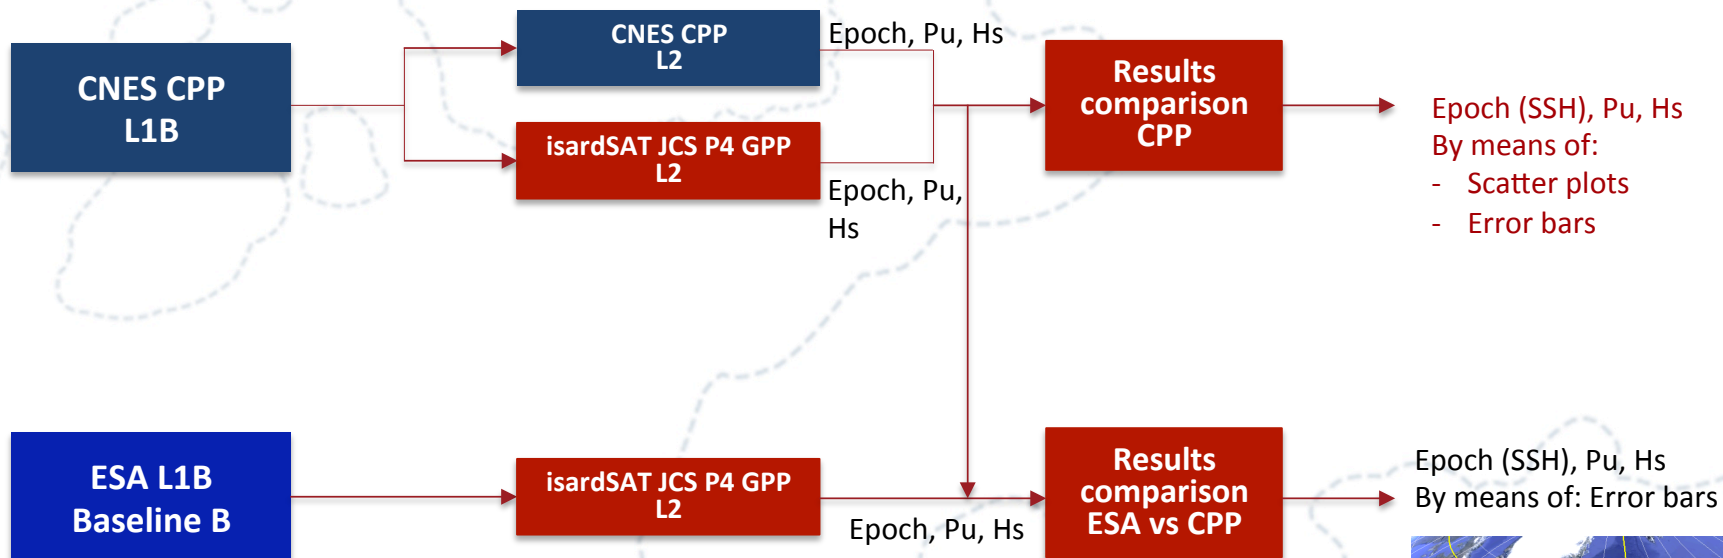 CNES CPP
L1B
CNES CPP
L2
Epoch, Pu, Hs
isardSAT JCS P4 GPP
L2
Epoch, Pu,
Hs
Results
comparison
CPP
Epoch (SSH), Pu, Hs
By means of:
- Scatter plots
- Error bars
ESA L1B
Baseline B
isardSAT JCS P4 GPP
L2
Epoch, Pu, Hs
Results
comparison
ESA vs CPP
Epoch (SSH), Pu, Hs
By means of: Error bars